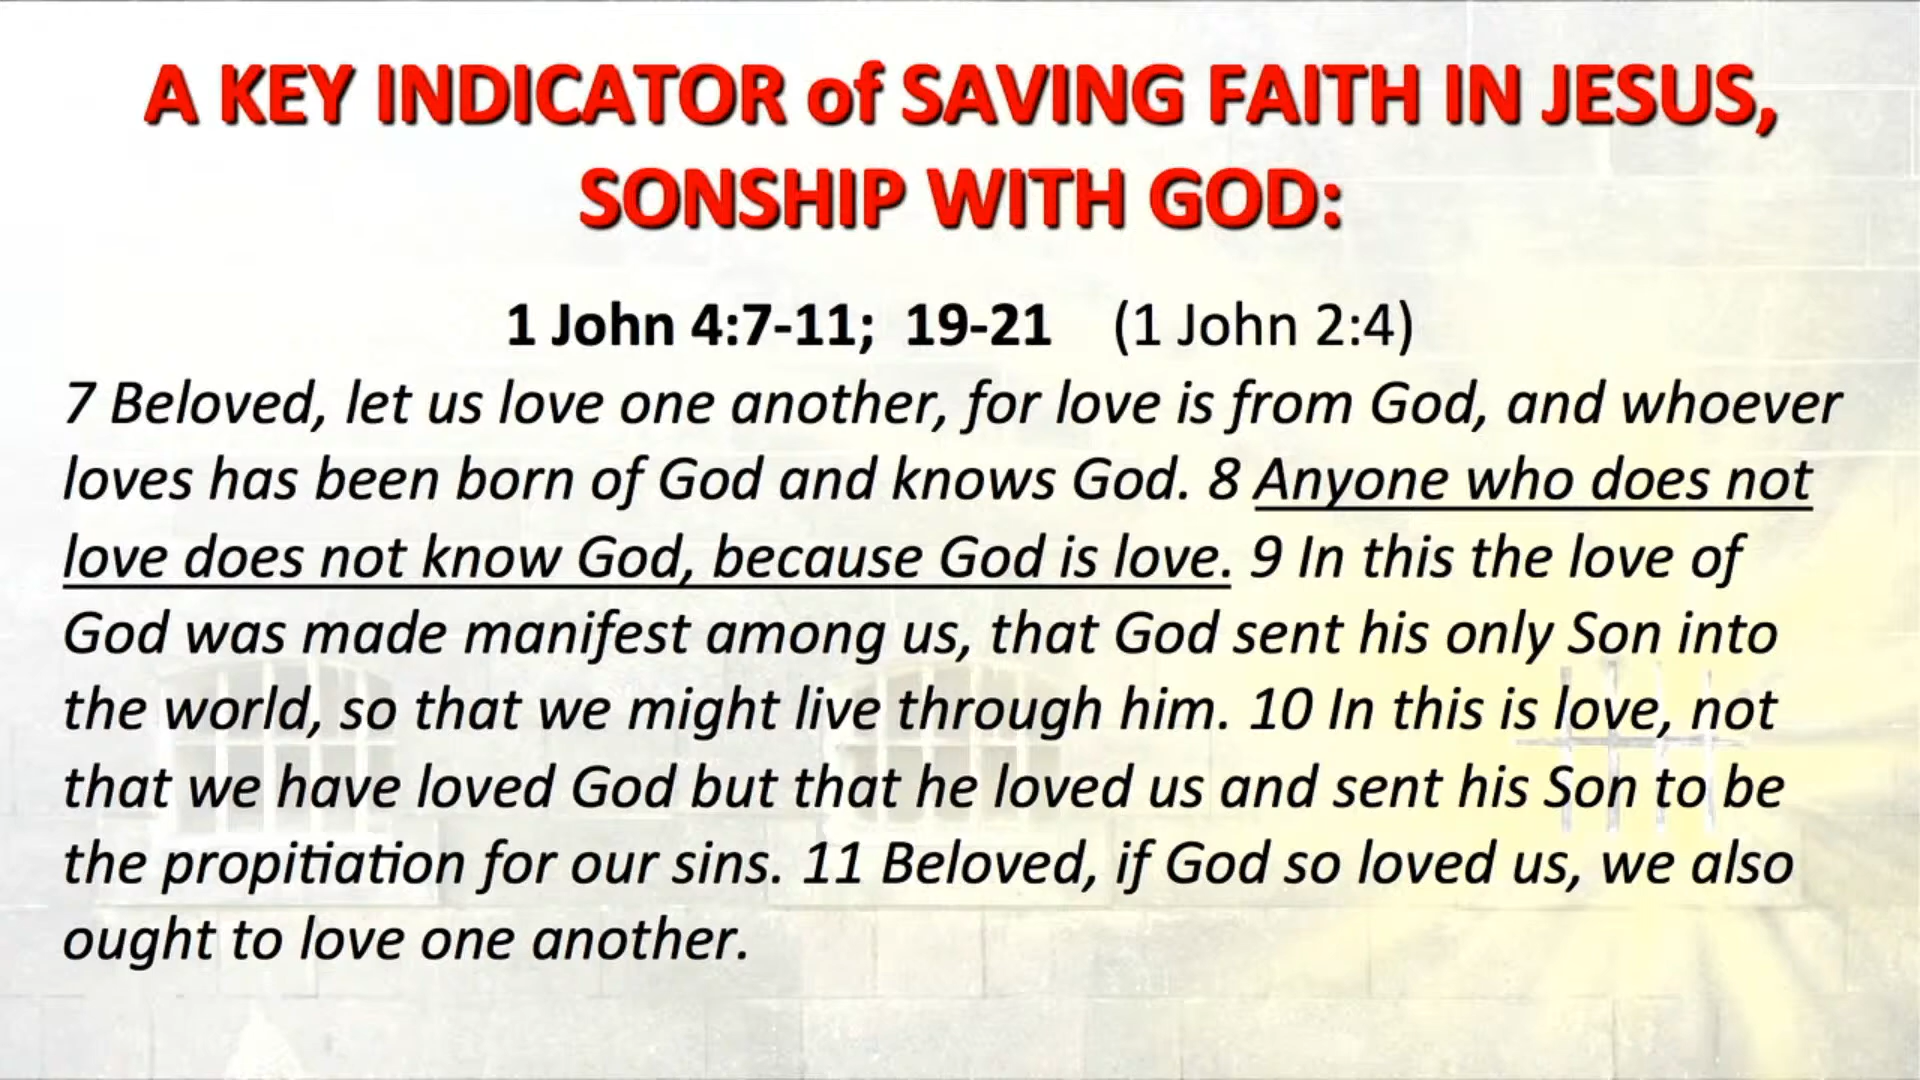 A KEY INDICATOR of SAVING FAITH IN JESUS,
SONSHIP WITH GOD:
1 John 4:7-11;  19-21    (1 John 2:4)
7 Beloved, let us love one another, for love is from God, and whoever
loves has been born of God and knows God. 8 Anyone who does not
love does not know God, because God is love. 9 In this the love of
God was made manifest among us, that God sent his only Son into
the world, so that we might live through him. 10 In this is love, not
that we have loved God but that he loved us and sent his Son to be
the propitiation for our sins. 11 Beloved, if God so loved us, we also
ought to love one another.